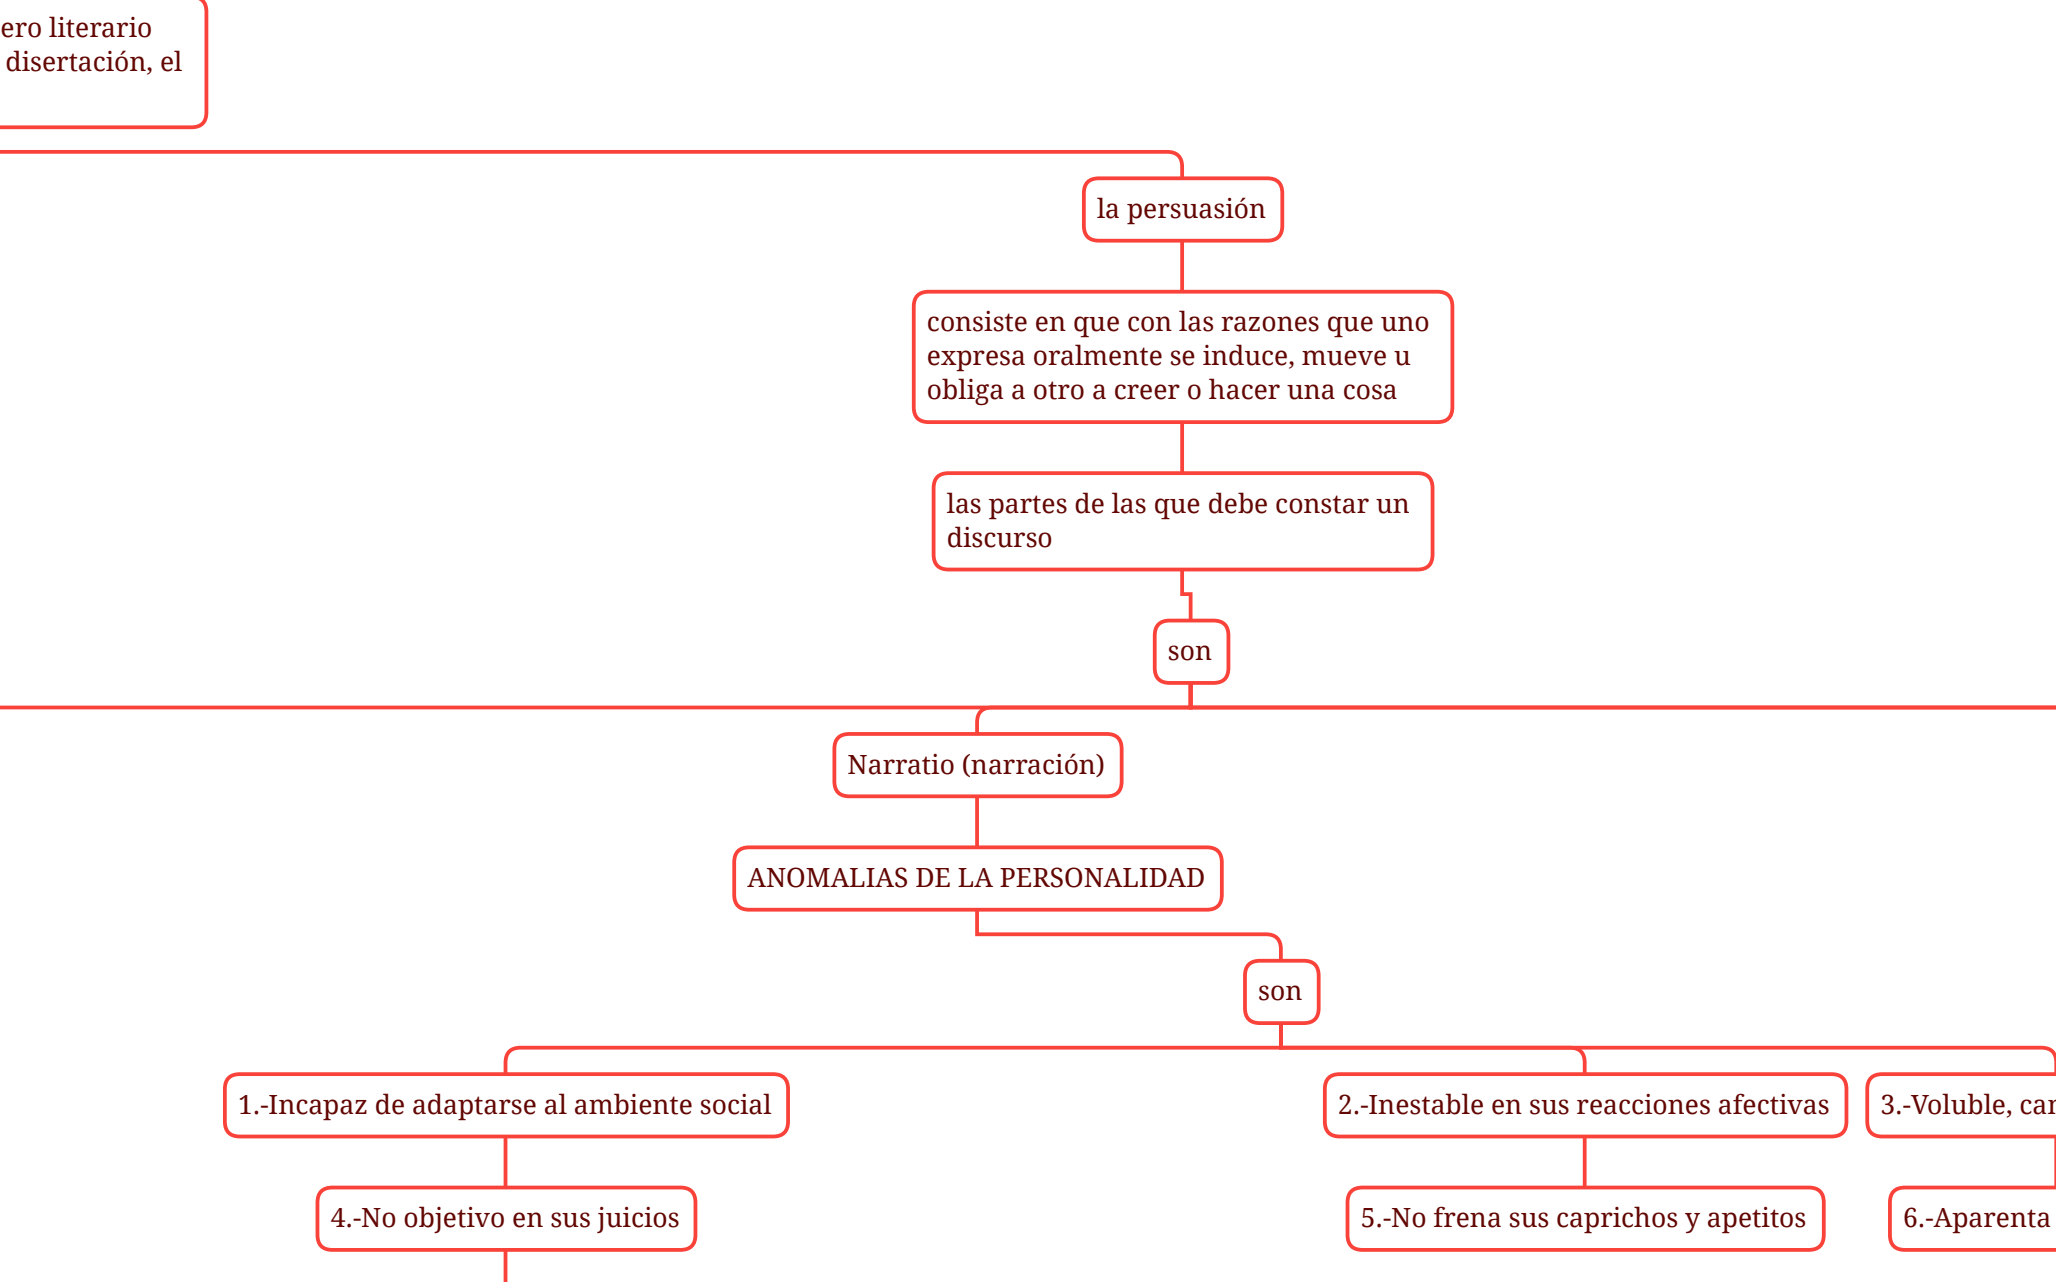 ero literario
disertación, el
la persuasión
consiste en que con las razones que uno
expresa oralmente se induce, mueve u
obliga a otro a creer o hacer una cosa
las partes de las que debe constar un
discurso
son
Narratio (narración)
ANOMALIAS DE LA PERSONALIDAD
son
1.-Incapaz de adaptarse al ambiente social
2.-Inestable en sus reacciones afectivas
3.-Voluble,
4.-No objetivo en sus juicios
5.-No frena sus caprichos y apetitos
6.-Aparenta